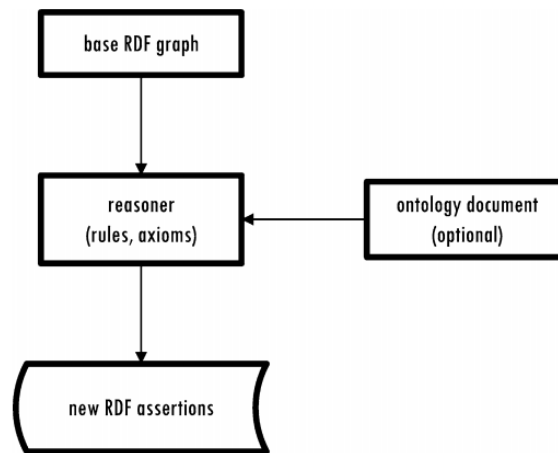 base RDF graph
reasoner
(rules, axioms)
ontology document
(optional)
new RDF assertions